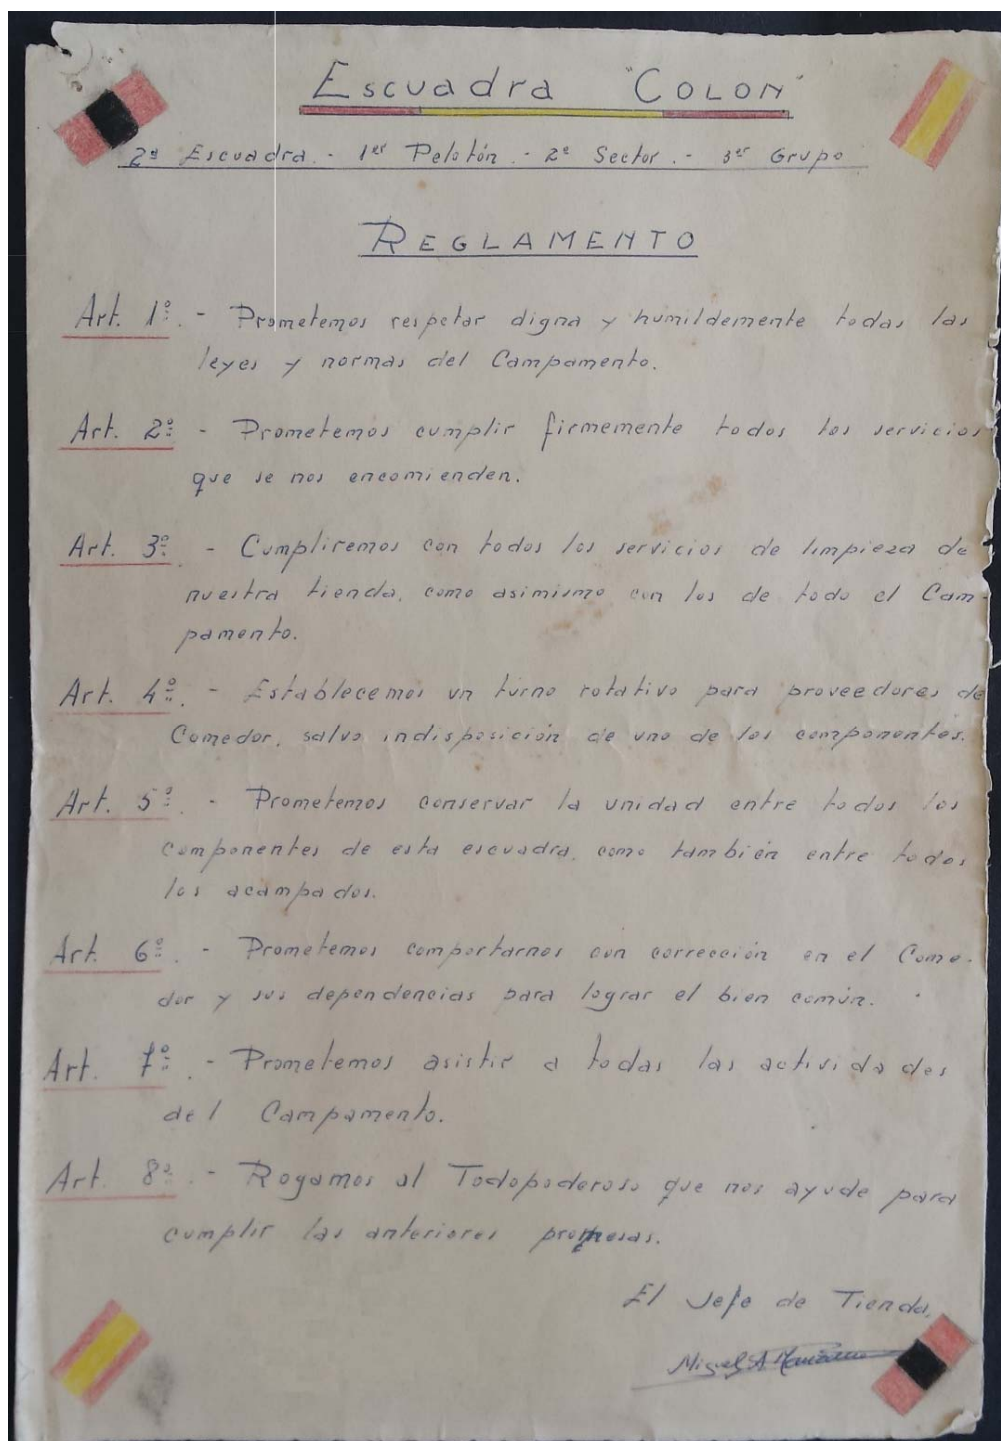 Escuadra "COLON"
2ª Escuadra. - 1er Pelotón. - 2º Sector. - 3er Grupo
REGLAMENTO
Art. 1º. - Prometemos respetar digna y humildemente todas las
leyes y normas del Campamento.
Art. 2º - Prometemos cumplir firmemente todos los servicios
que se nos encomienden.
Art. 3º - Cumpliremos con todos los servicios de limpieza de
nuestra tienda, como asimismo con los de todo el Cam-
pamento.
Art. 4º. - Establecemos un turno rotativo para proveedores de
Comedor, salvo indisposición de uno de los componentes.
Art. 5º. - Prometemos conservar la unidad entre todos los
componentes de esta escuadra, como también entre todos
los acampados.
Art. 6º. - Prometemos comportarnos con corrección en el Come-
dor y sus dependencias para lograr el bien común.
Art. 7º. - Prometemos asistir a todas las actividades
del Campamento.
Art. 8º. - Rogamos al Todopoderoso que nos ayude para
cumplir las anteriores promesas.
El Jefe de Tienda,
Miguel A.